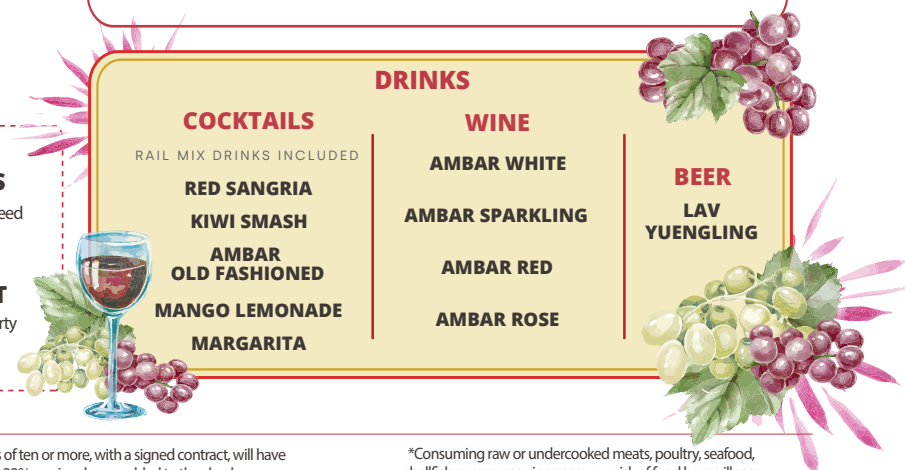 DRINKS
COCKTAILS
RAIL MIX DRINKS INCLUDED
RED SANGRIA
KIWI SMASH
AMBAR
OLD FASHIONED
MANGO LEMONADE
MARGARITA
WINE
AMBAR WHITE
AMBAR SPARKLING
AMBAR RED
AMBAR ROSE
BEER
LAV
YUENGLING
S
eed
T
rty
s of ten or more, with a signed contract, will have
*Consuming raw or undercooked meats, poultry, seafood,